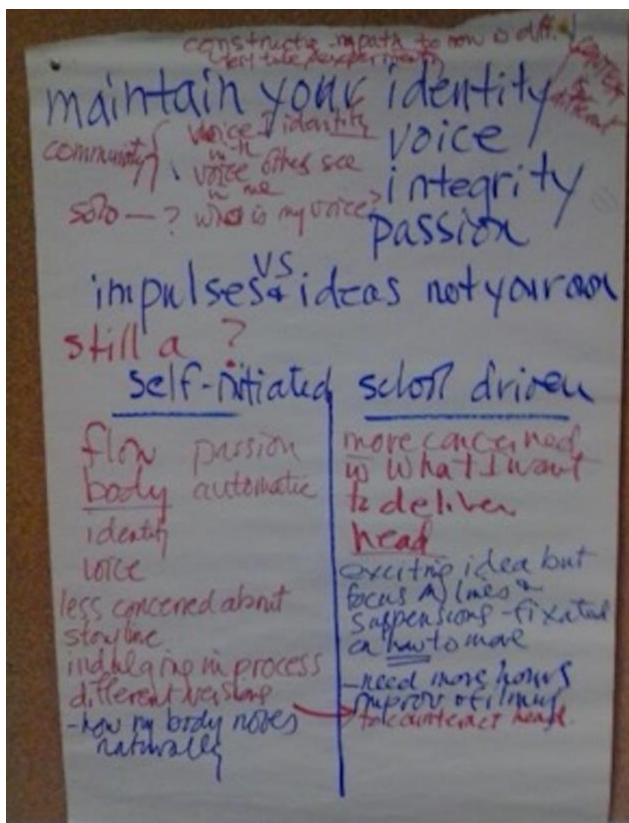 maintain your identity
voice
integrity
passion
community
voice identity
voice others see
in me
solo — ? who is my voice?
vs
impulses & ideas not your own
still a ?
self-initiated
flow passion
body automatic
identity
voice
less concerned about
storyline
indulging in process
different versions
- how my body moves
naturally
school driven
more concerned
w what I want
to deliver
head
exciting idea but
focus on lines &
suspensions - fixated
on how to move
- need more hours
improv
to counteract head.